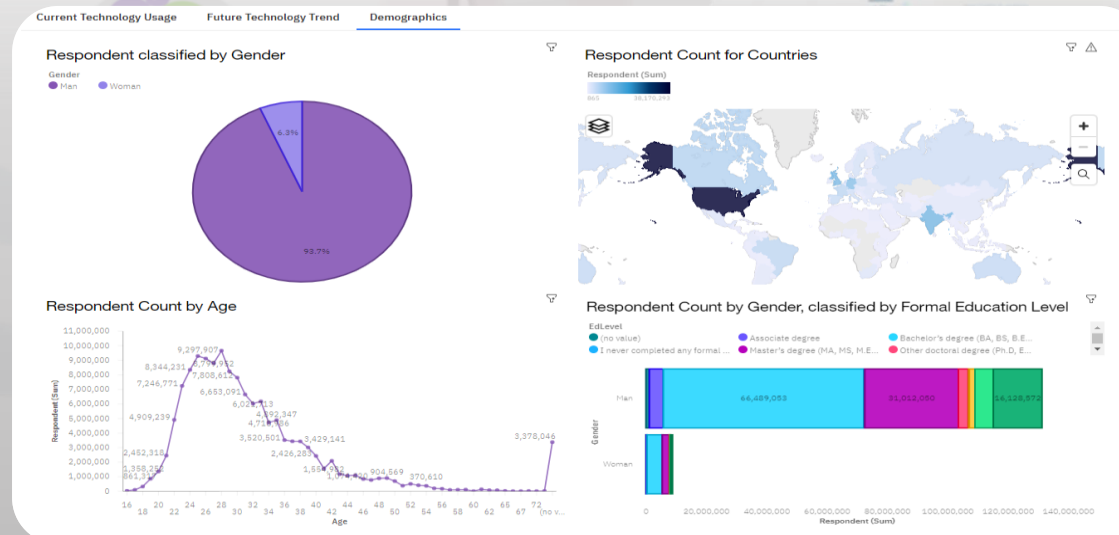 Current Technology Usage Future Technology Trend Demographics
Respondent classified by Gender
Gender
Man Woman
6.3%
93.7%
Respondent Count for Countries
Respondent (Sum)
865 38,170,293
Respondent Count by Age
Respondent (Sum)
11,000,000
10,000,000
9,000,000
8,000,000
7,000,000
6,000,000
5,000,000
4,000,000
3,000,000
2,000,000
1,000,000
0
9,297,907
8,344,231
7,808,612
7,246,771
6,653,091
4,909,239
3,520,501
3,429,141
2,426,283
2,452,318
904,569
370,610
3,378,046
16 20 24 28 32 36 40 44 48 52 56 60 65 72
18 22 26 30 34 38 42 46 50 54 58 62 67 (no v...
Age
Respondent Count by Gender, classified by Formal Education Level
EdLevel
(no value) Associate degree Bachelor's degree (BA, BS, B.E...
I never completed any formal ... Master's degree (MA, MS, M.E... Other doctoral degree (Ph.D, E...
Gender
Man
66,489,053 31,012,050 16,128,572
Woman
0 20,000,000 40,000,000 60,000,000 80,000,000 100,000,000 120,000,000 140,000,000
Respondent (Sum)